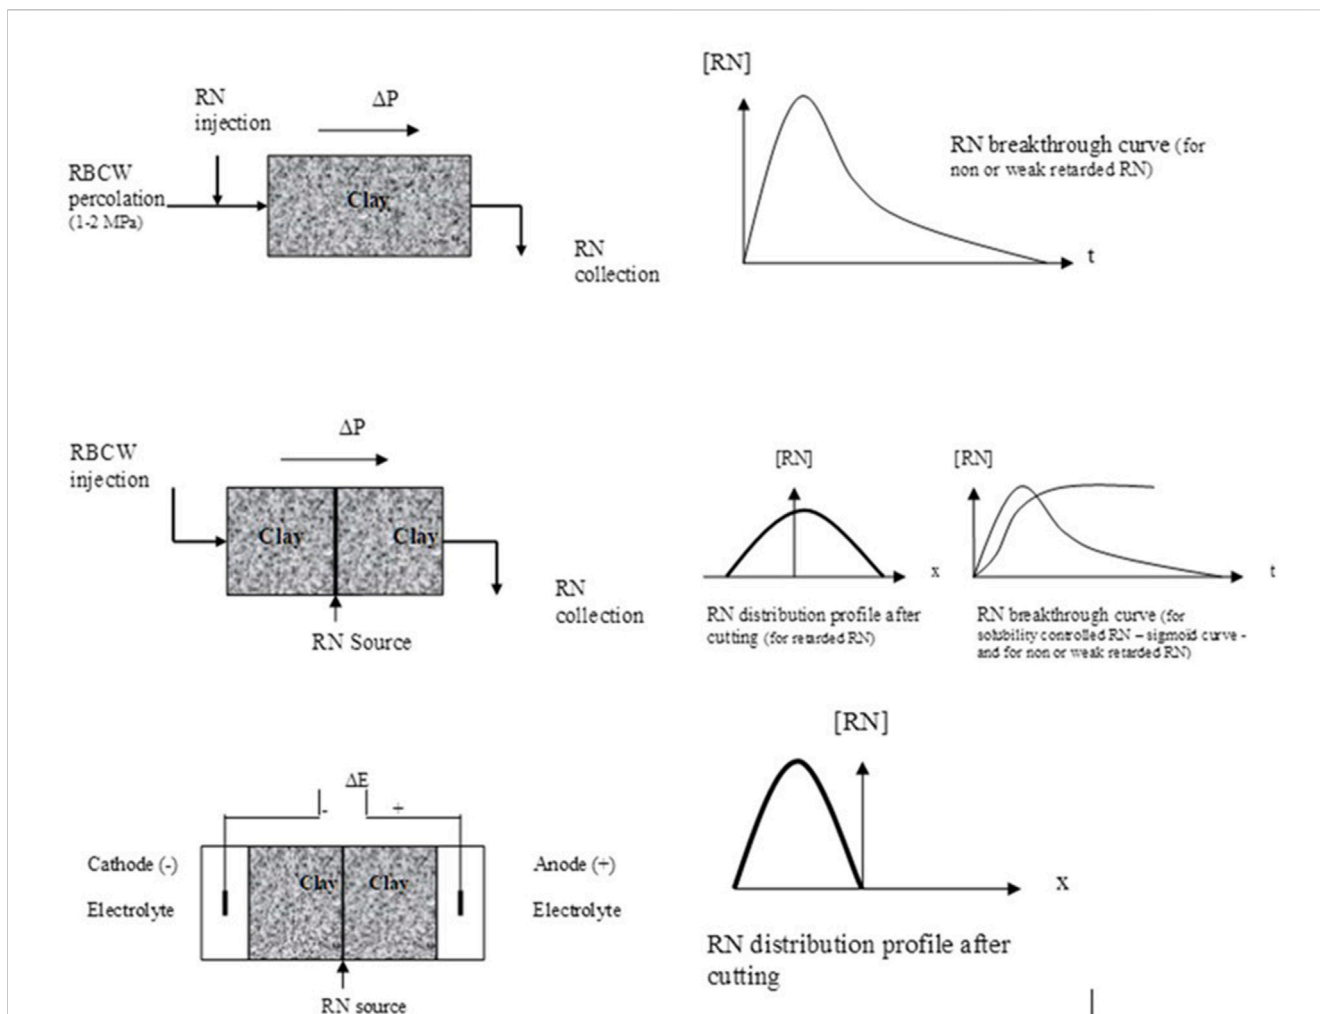 RN
injection
ΔP
RBCW
percolation
(1-2 MPa)
Clay
RN
collection
[RN]
t
RN breakthrough curve (for
non or weak retarded RN)
RBCW
injection
ΔP
Clay
Clay
RN Source
RN
collection
[RN]
x
RN distribution profile after
cutting (for retarded RN)
[RN]
t
RN breakthrough curve (for
solubility controlled RN – sigmoïd curve -
and for non or weak retarded RN)
ΔE
-
+
Cathode (-)
Electrolyte
Clay
Clay
Anode (+)
Electrolyte
RN source
[RN]
x
RN distribution profile after
cutting